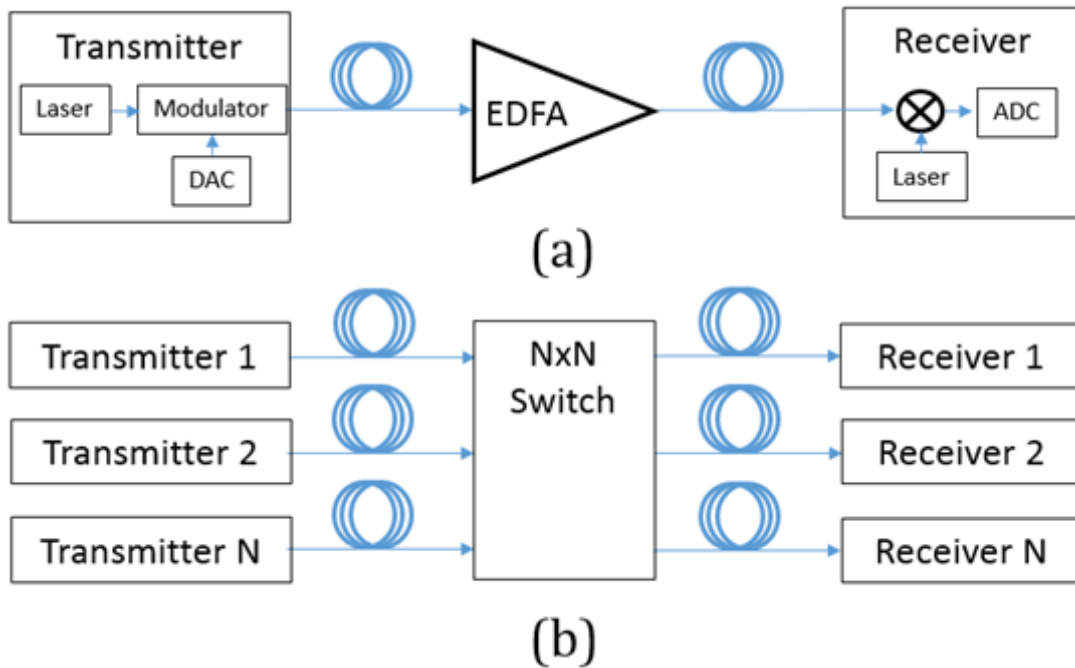 Transmitter
Laser
Modulator
DAC
EDFA
Receiver
ADC
Laser
(a)
Transmitter 1
Transmitter 2
Transmitter N
NxN
Switch
Receiver 1
Receiver 2
Receiver N
(b)